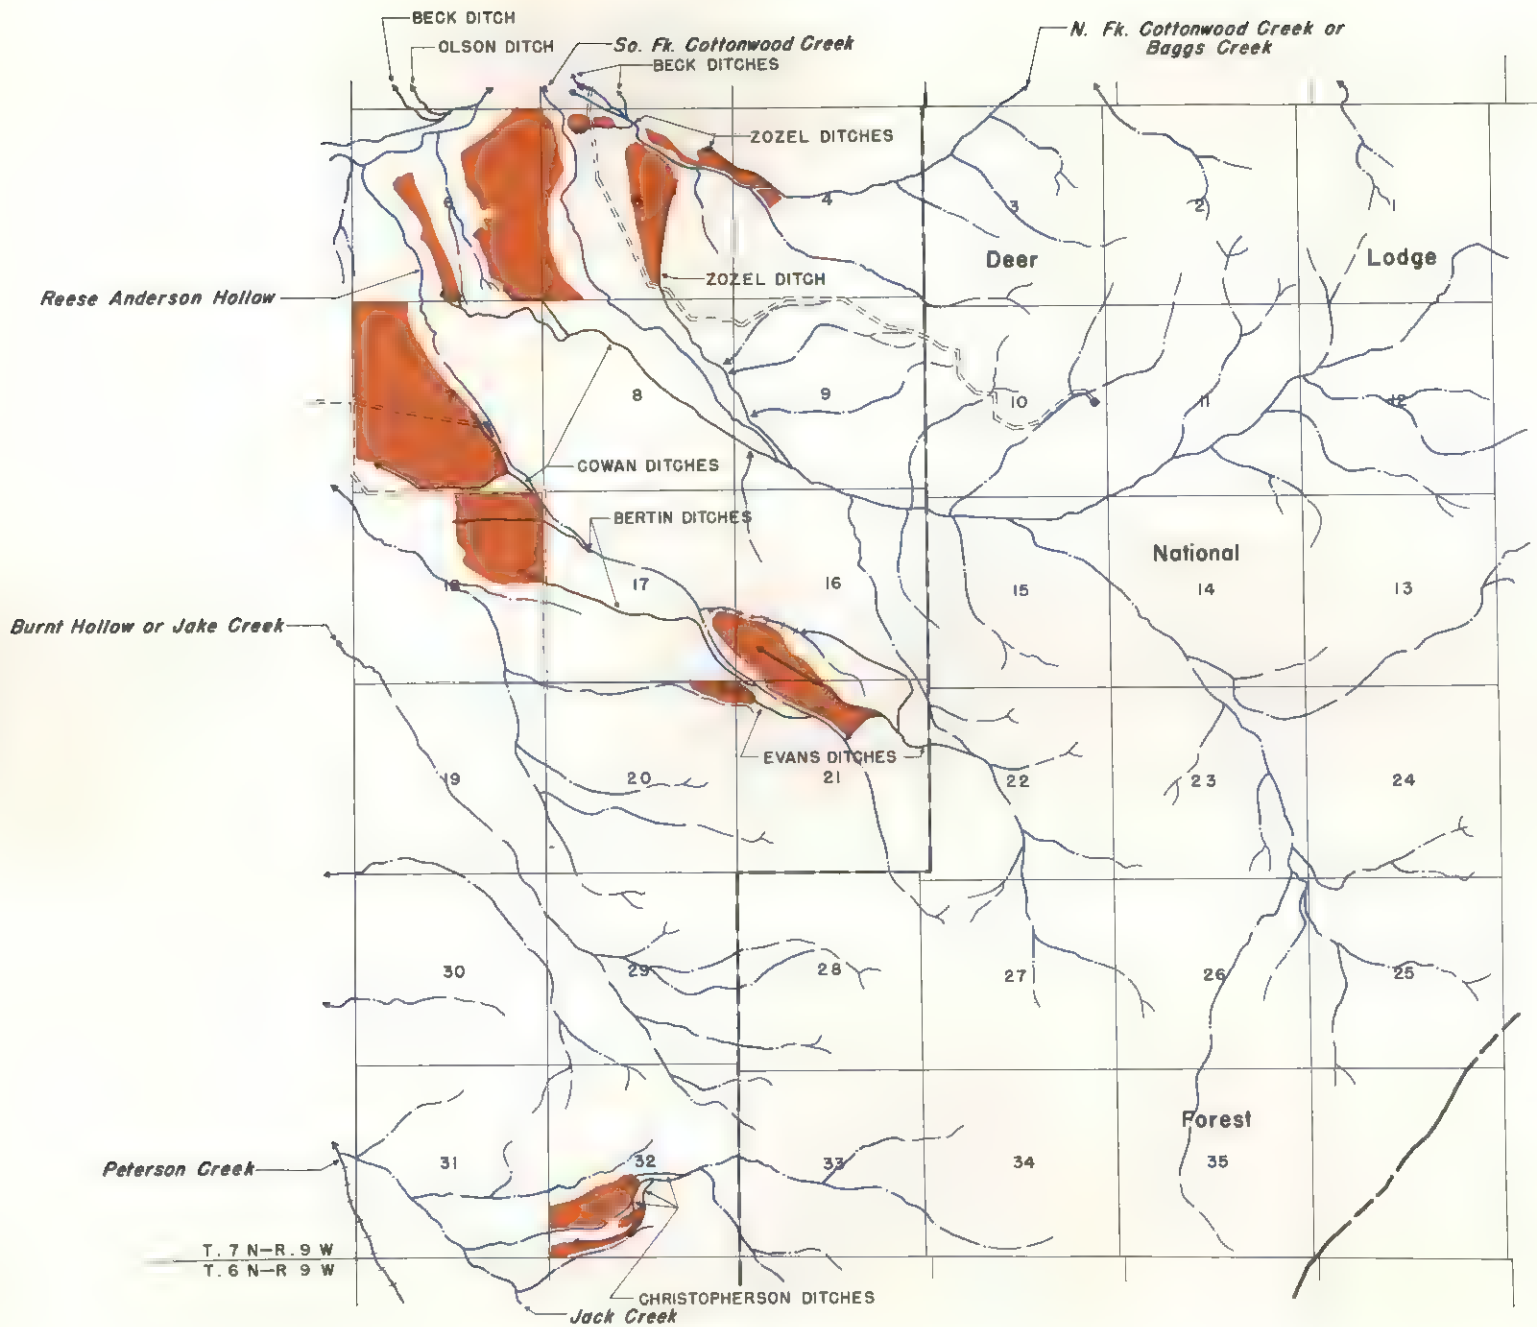 BECK DITCH
OLSON DITCH
So. Fk. Cottonwood Creek
BECK DITCHES
N. Fk. Cottonwood Creek or
Baggs Creek
ZOZEL DITCHES
4
3
2
1
Deer
Lodge
ZOZEL DITCH
Reese Anderson Hollow
8
9
10
11
12
COWAN DITCHES
BERTIN DITCHES
National
18
17
16
15
14
13
Burnt Hollow or Jake Creek
EVANS DITCHES
19
20
21
22
23
24
30
29
28
27
26
25
Forest
Peterson Creek
31
32
33
34
35
T. 7 N-R. 9 W
T. 6 N-R 9 W
CHRISTOPHERSON DITCHES
Jack Creek